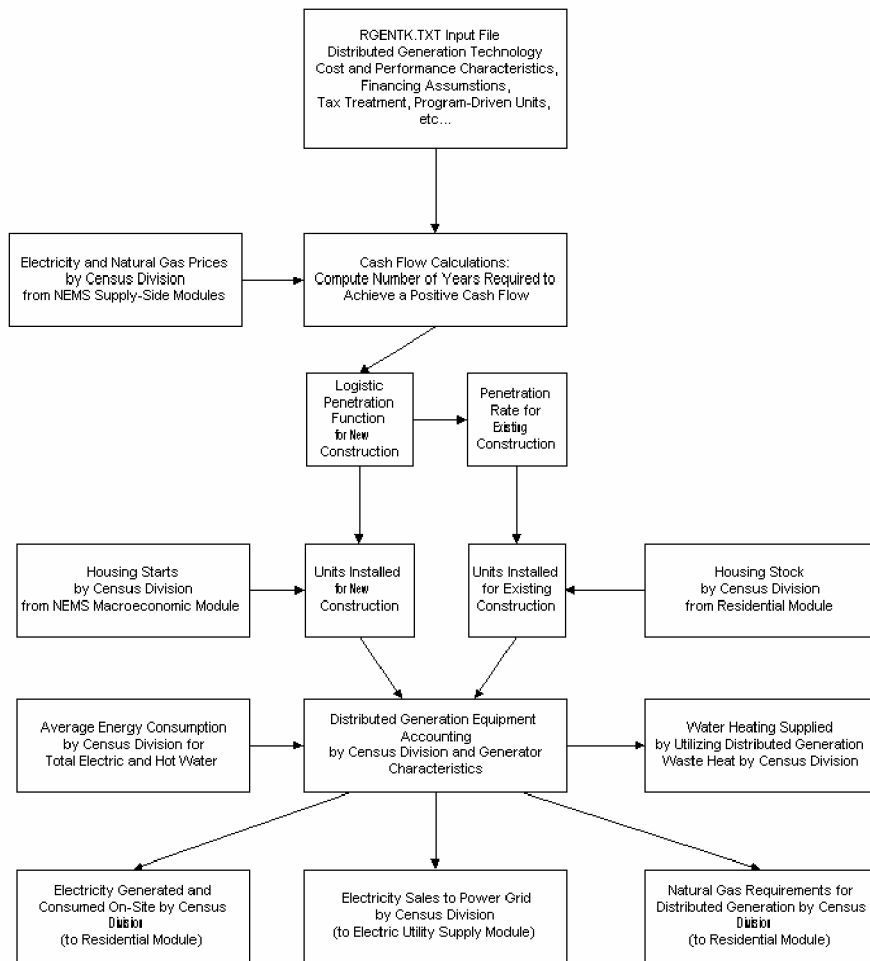 RGENTK.TXT Input File
Distributed Generation Technology
Cost and Performance Characteristics,
Financing Assumstions,
Tax Treatment, Program-Driven Units,
etc...
Electricity and Natural Gas Prices
by Census Division
from NEMS Supply-Side Modules
Cash Flow Calculations:
Compute Number of Years Required to
Achieve a Positive Cash Flow
Logistic
Penetration
Function
for New
Construction
Penetration
Rate for
Existing
Construction
Housing Starts
by Census Division
from NEMS Macroeconomic Module
Units Installed
for New
Construction
Units Installed
for Existing
Construction
Housing Stock
by Census Division
from Residential Module
Average Energy Consumption
by Census Division for
Total Electric and Hot Water
Distributed Generation Equipment
Accounting
by Census Division and Generator
Characteristics
Water Heating Supplied
by Utilizing Distributed Generation
Waste Heat by Census Division
Electricity Generated and
Consumed On-Site by Census
Division
(to Residential Module)
Electricity Sales to Power Grid
by Census Division
(to Electric Utility Supply Module)
Natural Gas Requirements for
Distributed Generation by Census
Division
(to Residential Module)